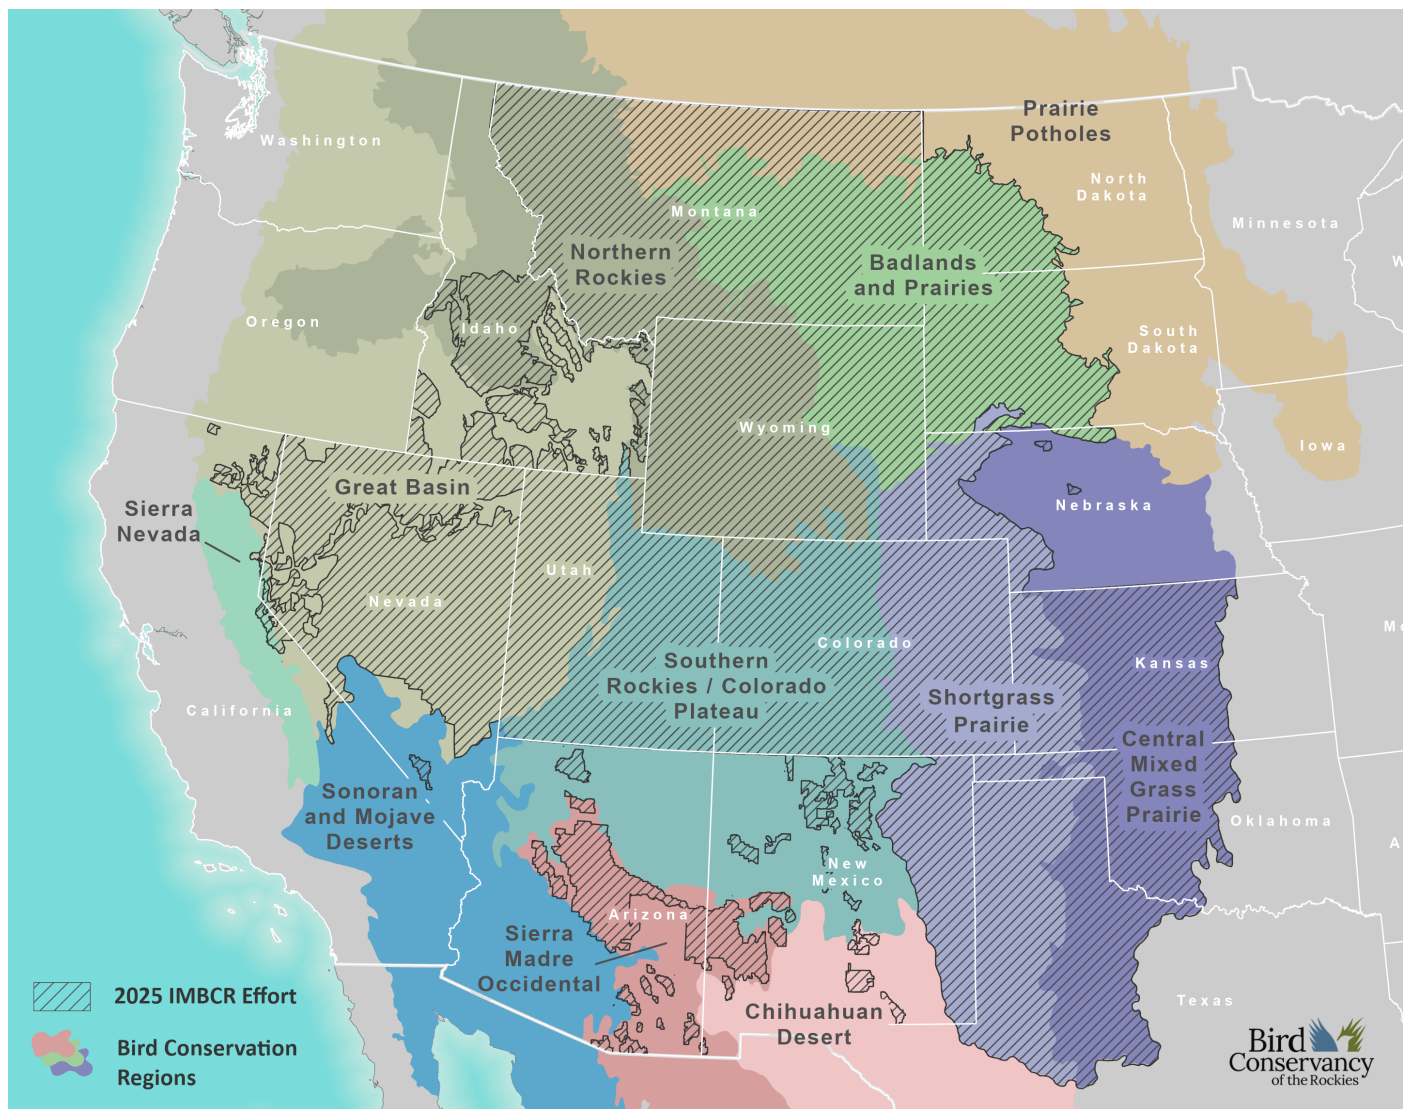 Prairie
Potholes
Washington
North
Dakota
Montana
Minnesota
W
Northern
Rockies
Badlands
and Prairies
Oregon
Idaho
South
Dakota
Wyoming
Iowa
Great Basin
Sierra
Nevada
Nebraska
Utah
Nevada
Colorado
Mo
Kansas
Southern
Rockies / Colorado
Plateau
Shortgrass
Prairie
California
Central
Mixed
Grass
Prairie
Sonoran
and Mojave
Deserts
Oklahoma
A
New
Mexico
Arizona
Sierra
Madre
Occidental
Chihuahuan
Desert
Texas
2025 IMBCR Effort
Bird Conservation
Regions
Bird
Conservancy
of the Rockies